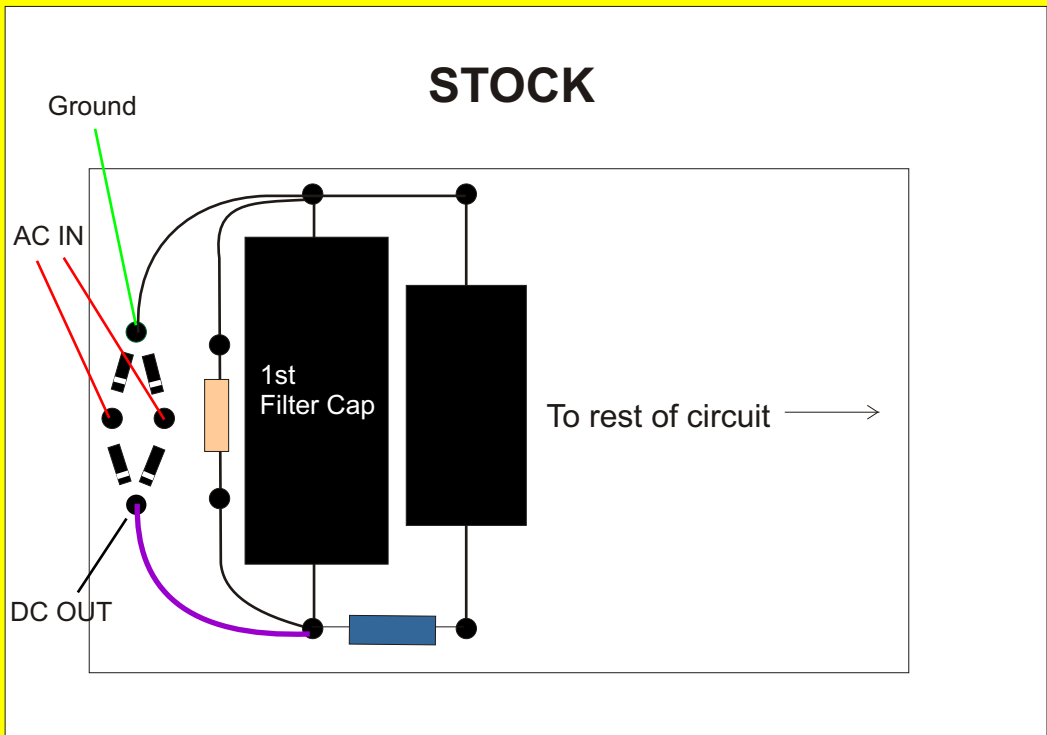 STOCK
Ground
AC IN
1st
Filter Cap
To rest of circuit
DC OUT